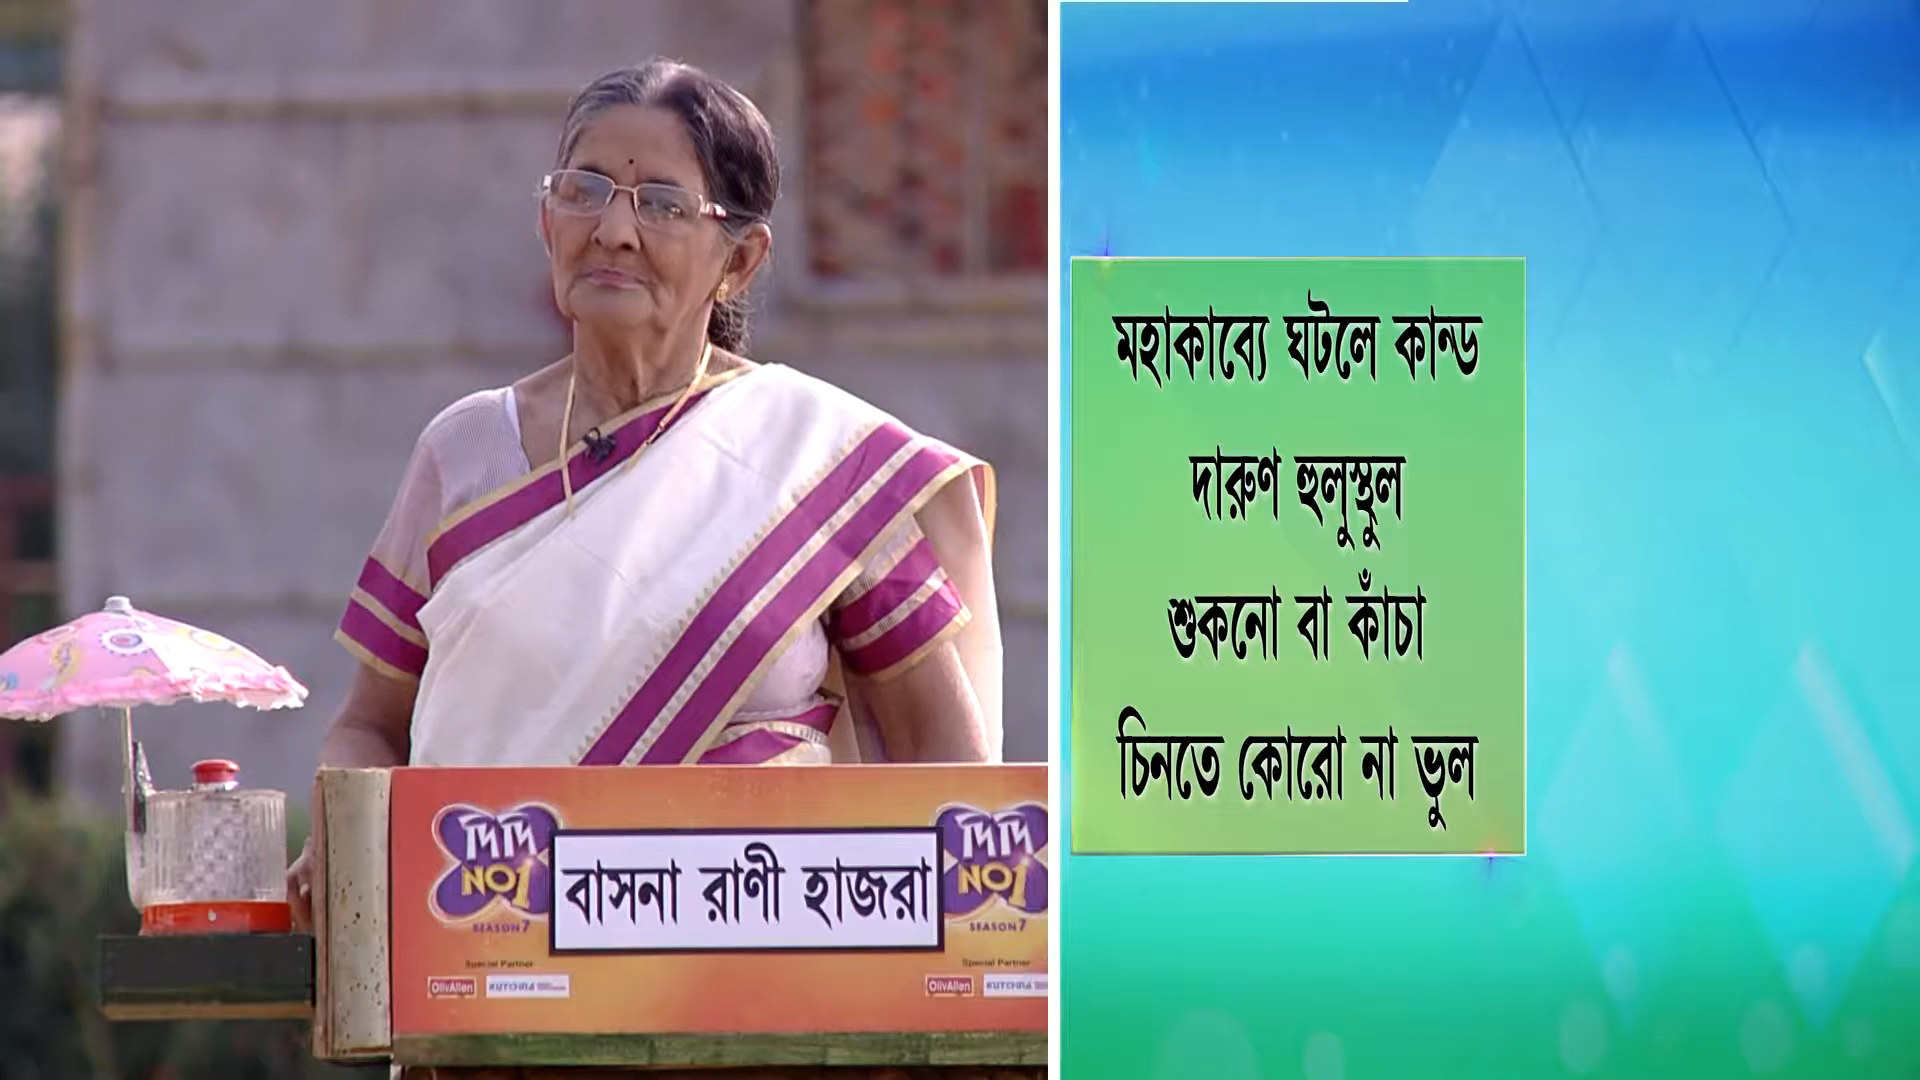 মহাকাব্যে ঘটলে কান্ড
দারুণ হুলুস্থুল
শুকনো বা কাঁচা
চিনতে কোরো না ভুল
দিদি
NO1
SEASON 7
বাসনা রাণী হাজরা
দিদি
NO1
SEASON 7
Special Partner
OlivAllen KUTCHINA
Special Partner
OlivAllen KUTCHINA